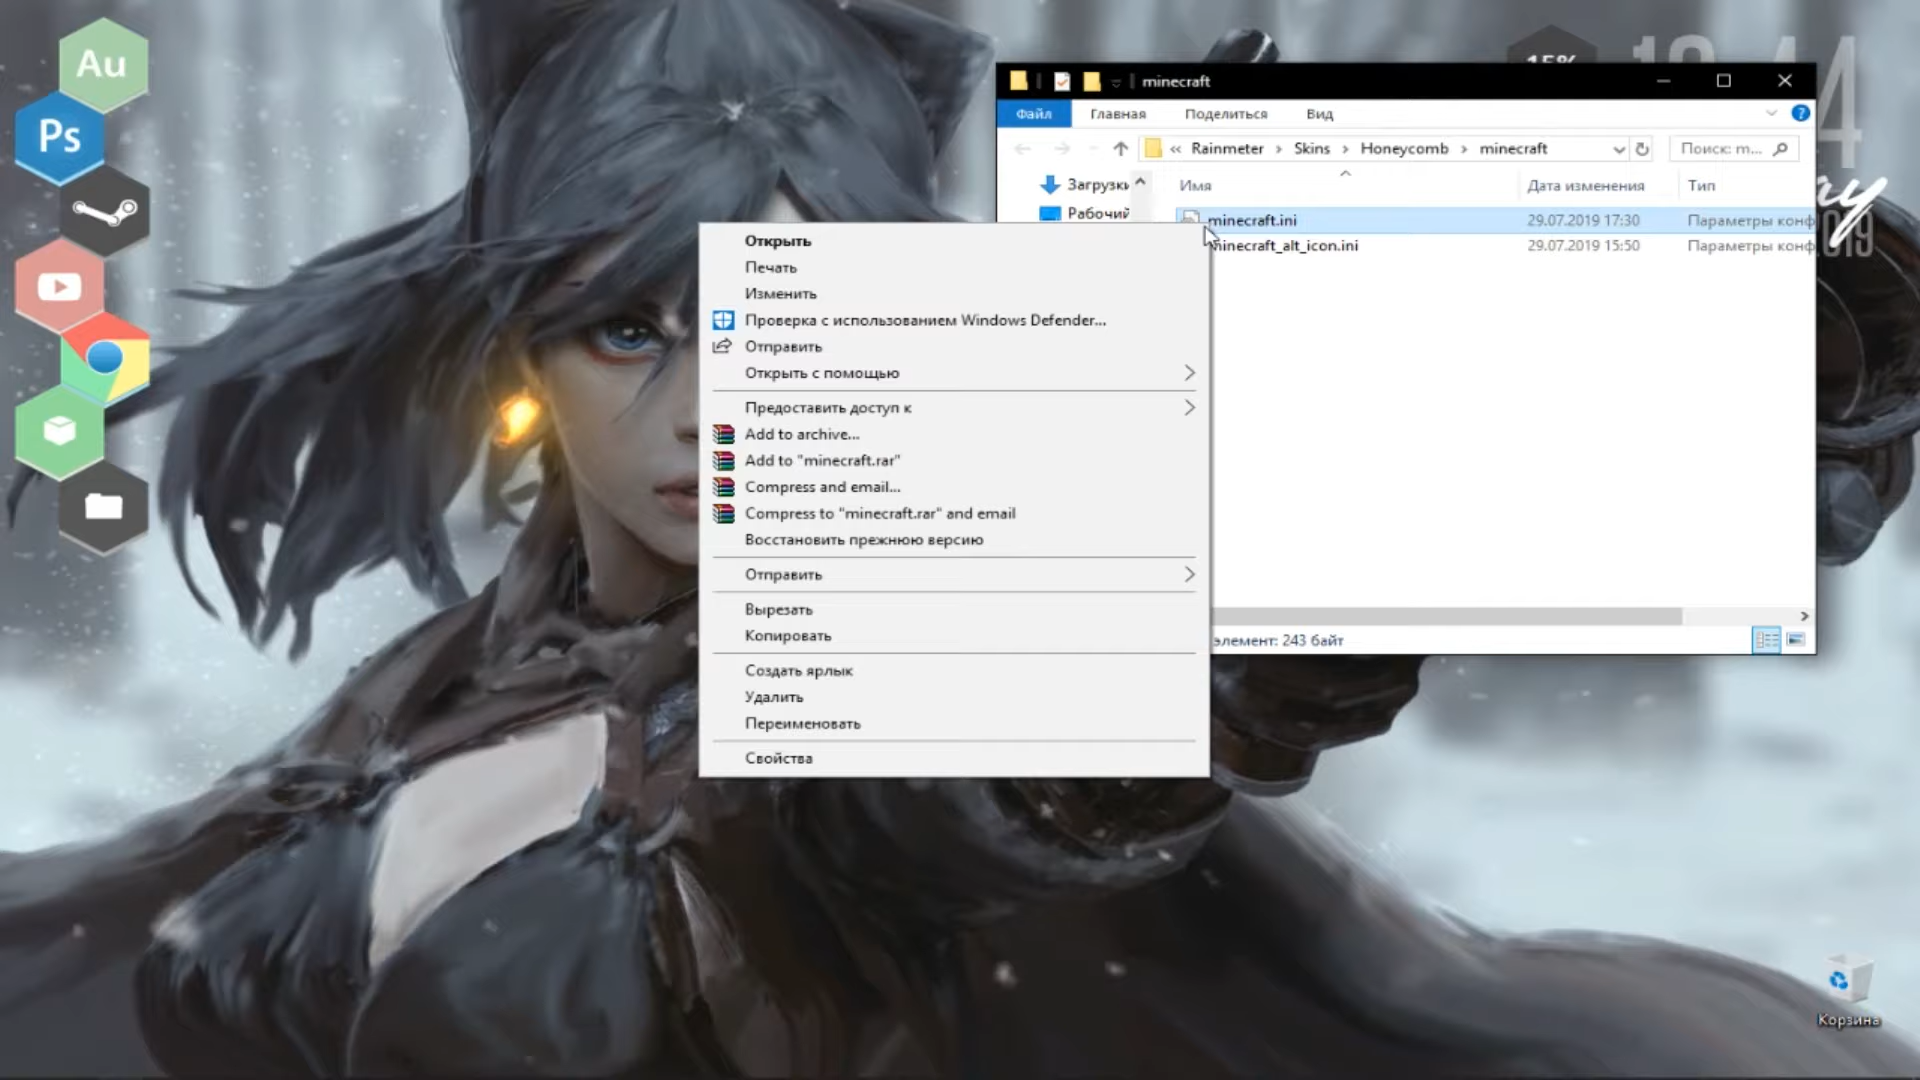 Au
Ps
15%
minecraft
Файл Главная Поделиться Вид
« Rainmeter › Skins › Honeycomb › minecraft
Поиск: m...
Загрузки
Рабочий
Имя Дата изменения Тип
minecraft.ini 29.07.2019 17:30 Параметры конф
minecraft_alt_icon.ini 29.07.2019 15:50 Параметры конф
элемент: 243 байт
Открыть
Печать
Изменить
Проверка с использованием Windows Defender...
Отправить
Открыть с помощью
Предоставить доступ к
Add to archive...
Add to "minecraft.rar"
Compress and email...
Compress to "minecraft.rar" and email
Восстановить прежнюю версию
Отправить
Вырезать
Копировать
Создать ярлык
Удалить
Переименовать
Свойства
Корзина